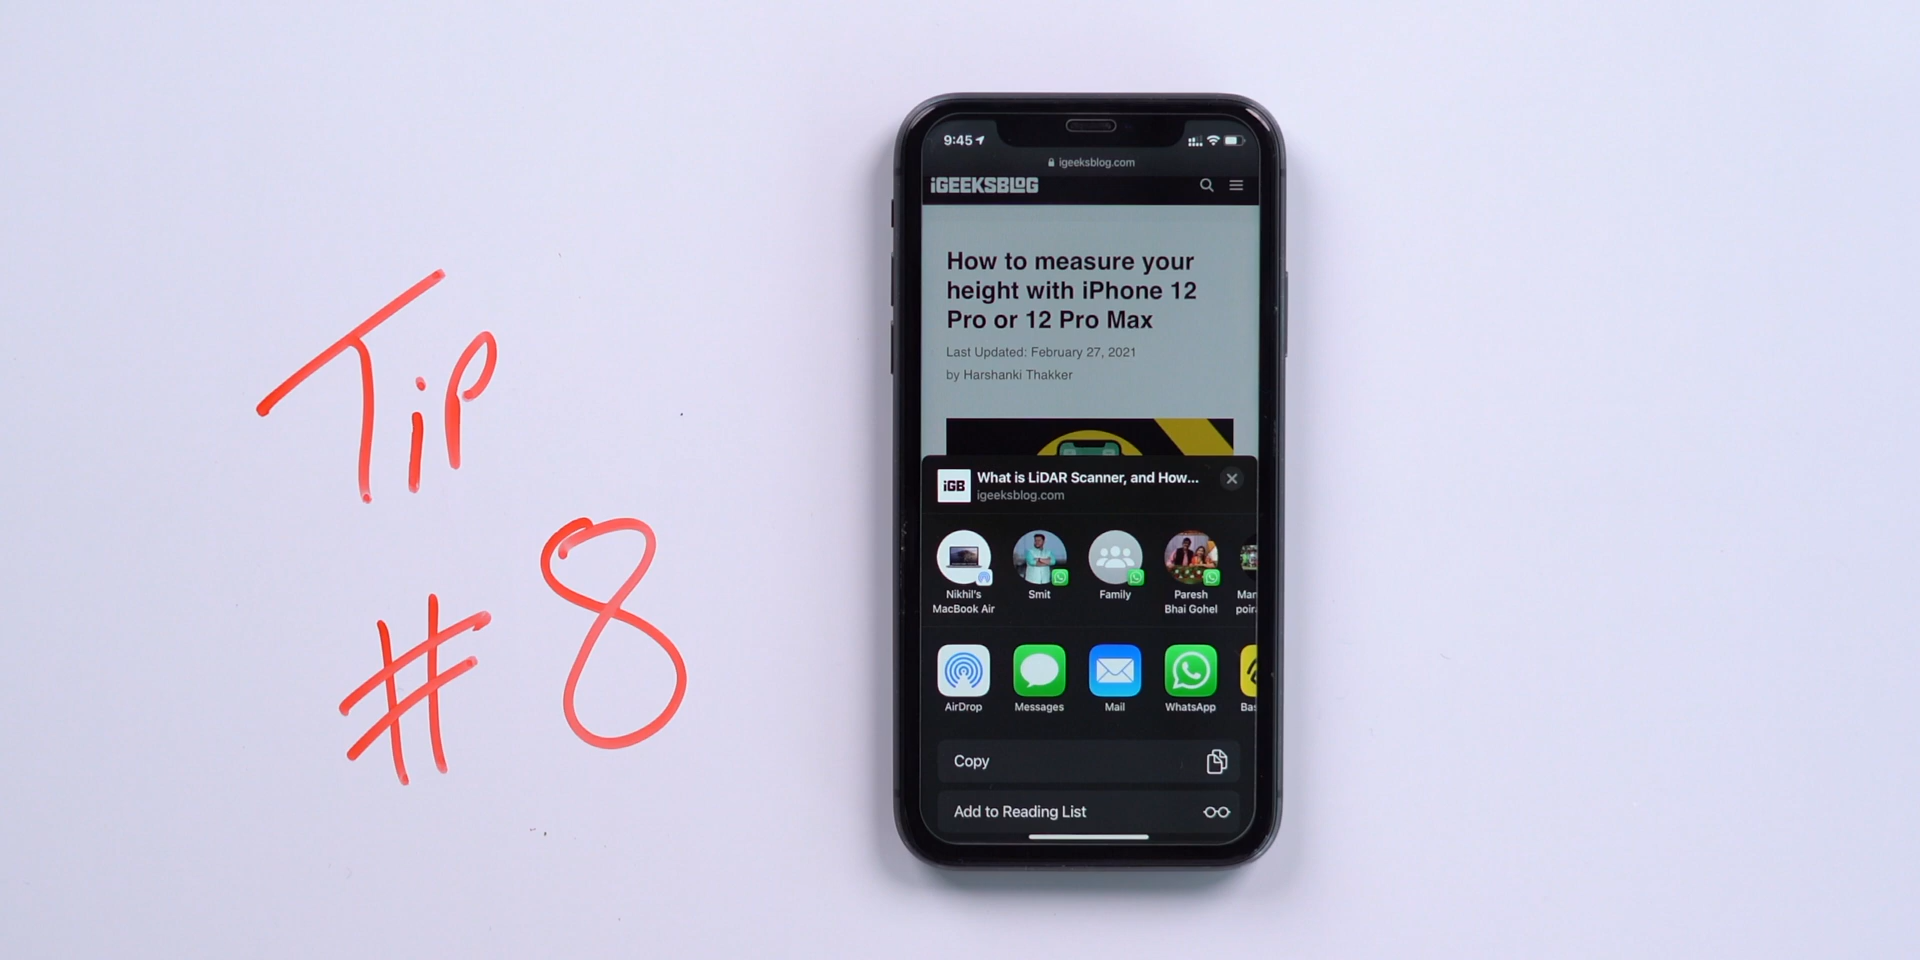 Tip
#8
9:45
igeeksblog.com
iGEEKSBLOG
How to measure your
height with iPhone 12
Pro or 12 Pro Max
Last Updated: February 27, 2021
by Harshanki Thakker
iGB
What is LiDAR Scanner, and How...
igeeksblog.com
Nikhil's
MacBook Air
Smit
Family
Paresh
Bhai Gohel
AirDrop
Messages
Mail
WhatsApp
Copy
Add to Reading List